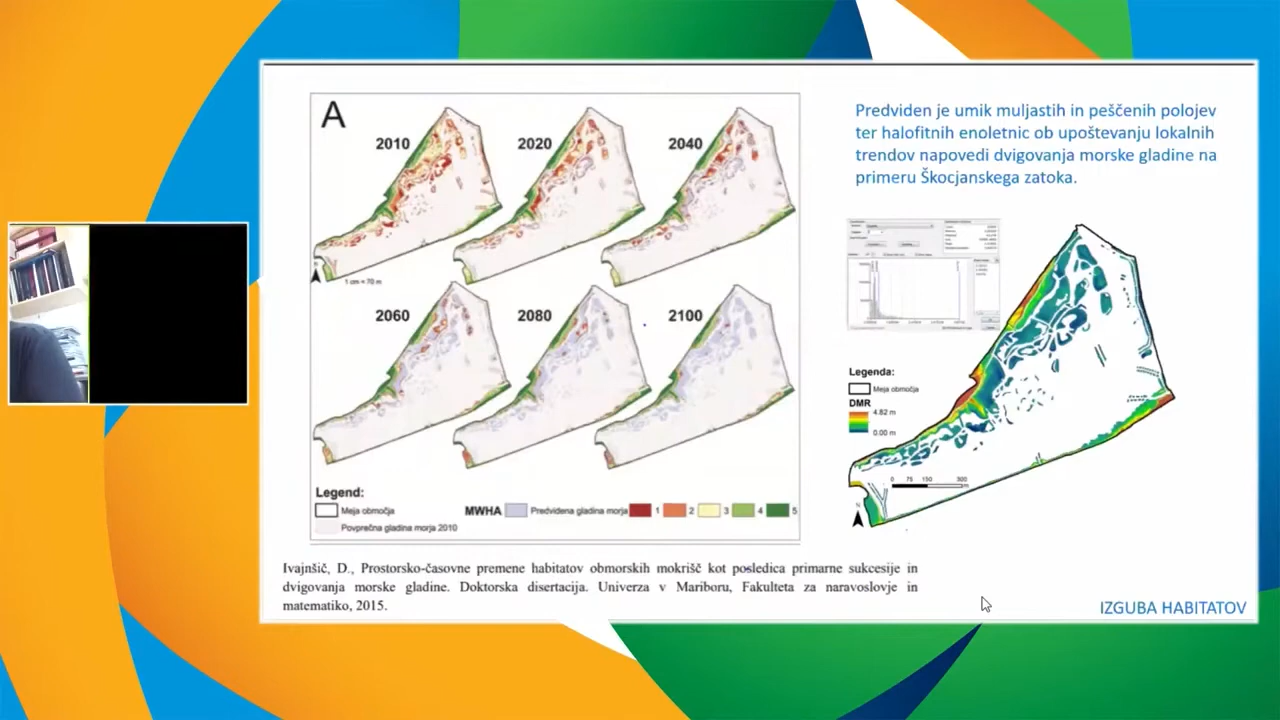 A
2010
2020
2040
1 cm = 70 m
2060
2080
2100
Legend:
Meja območja
MWHA
Predvidena gladina morja
1
2
3
4
5
Povprečna gladina morja 2010
Predviden je umik muljastih in peščenih polojev
ter halofitnih enoletnic ob upoštevanju lokalnih
trendov napovedi dvigovanja morske gladine na
primeru Škocjanskega zatoka.
Legenda:
Meja območja
DMR
4.82 m
0.00 m
0 75 150 300
m
N
Ivajnšič, D., Prostorsko-časovne premene habitatov obmorskih mokrišč kot posledica primarne sukcesije in
dvigovanja morske gladine. Doktorska disertacija. Univerza v Mariboru, Fakulteta za naravoslovje in
matematiko, 2015.
IZGUBA HABITATOV